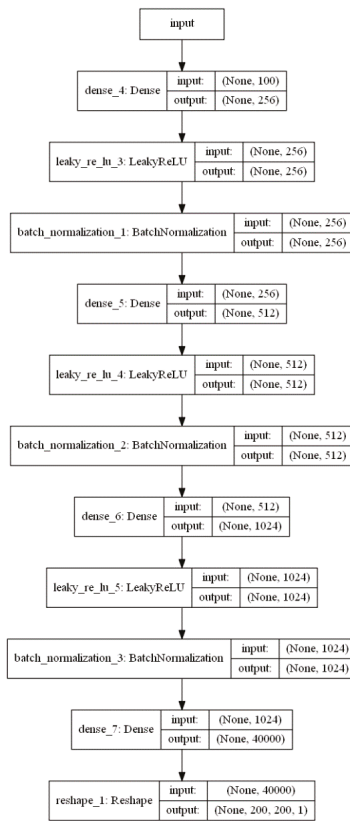 input
dense_4: Dense
input: (None, 100)
output: (None, 256)
leaky_re_lu_3: LeakyReLU
input: (None, 256)
output: (None, 256)
batch_normalization_1: BatchNormalization
input: (None, 256)
output: (None, 256)
dense_5: Dense
input: (None, 256)
output: (None, 512)
leaky_re_lu_4: LeakyReLU
input: (None, 512)
output: (None, 512)
batch_normalization_2: BatchNormalization
input: (None, 512)
output: (None, 512)
dense_6: Dense
input: (None, 512)
output: (None, 1024)
leaky_re_lu_5: LeakyReLU
input: (None, 1024)
output: (None, 1024)
batch_normalization_3: BatchNormalization
input: (None, 1024)
output: (None, 1024)
dense_7: Dense
input: (None, 1024)
output: (None, 40000)
reshape_1: Reshape
input: (None, 40000)
output: (None, 200, 200, 1)